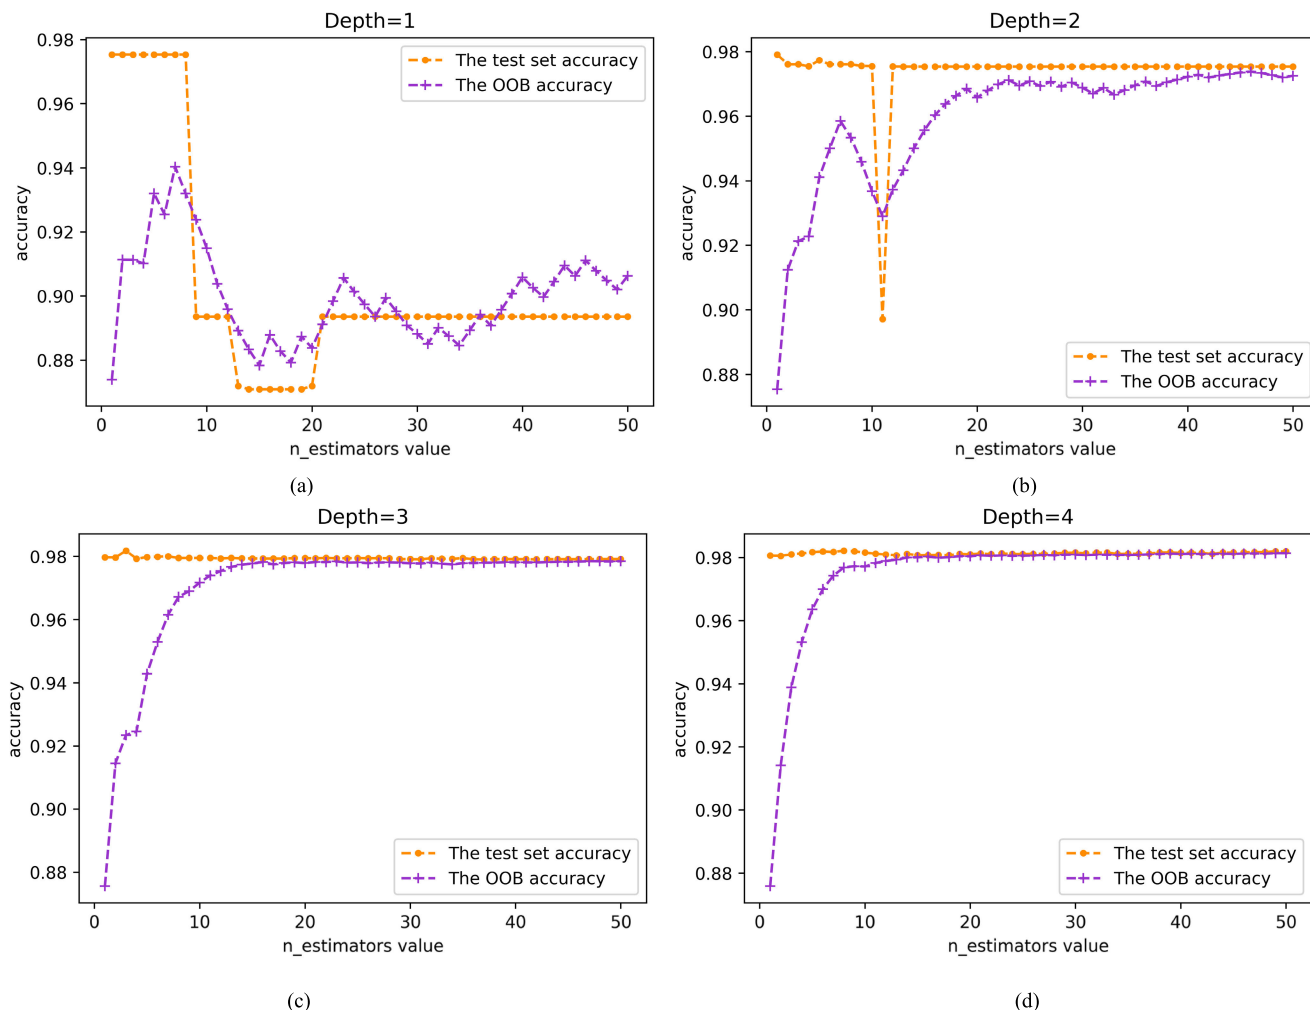 Depth=1
0.98
0.96
0.94
0.92
0.90
0.88
accuracy
The test set accuracy
The OOB accuracy
0
10
20
30
40
50
n_estimators value
(a)
Depth=2
0.98
0.96
0.94
0.92
0.90
0.88
accuracy
The test set accuracy
The OOB accuracy
0
10
20
30
40
50
n_estimators value
(b)
Depth=3
0.98
0.96
0.94
0.92
0.90
0.88
accuracy
The test set accuracy
The OOB accuracy
0
10
20
30
40
50
n_estimators value
(c)
Depth=4
0.98
0.96
0.94
0.92
0.90
0.88
accuracy
The test set accuracy
The OOB accuracy
0
10
20
30
40
50
n_estimators value
(d)